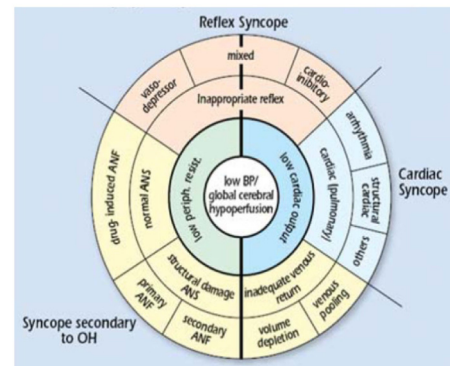 Reflex Syncope
mixed
vaso-
depressor
cardio-
inhibitory
Inappropriate reflex
arrhythmia
structural
cardiac
others
Cardiac
Syncope
cardiac (pulmonary)
drug- induced ANF
normal ANS
low periph. resist.
low cardiac output
low BP/
global cerebral
hypoperfusion
structural damage
ANS
inadequate venous
return
primary
ANF
secondary
ANF
volume
depletion
venous
pooling
Syncope secondary
to OH